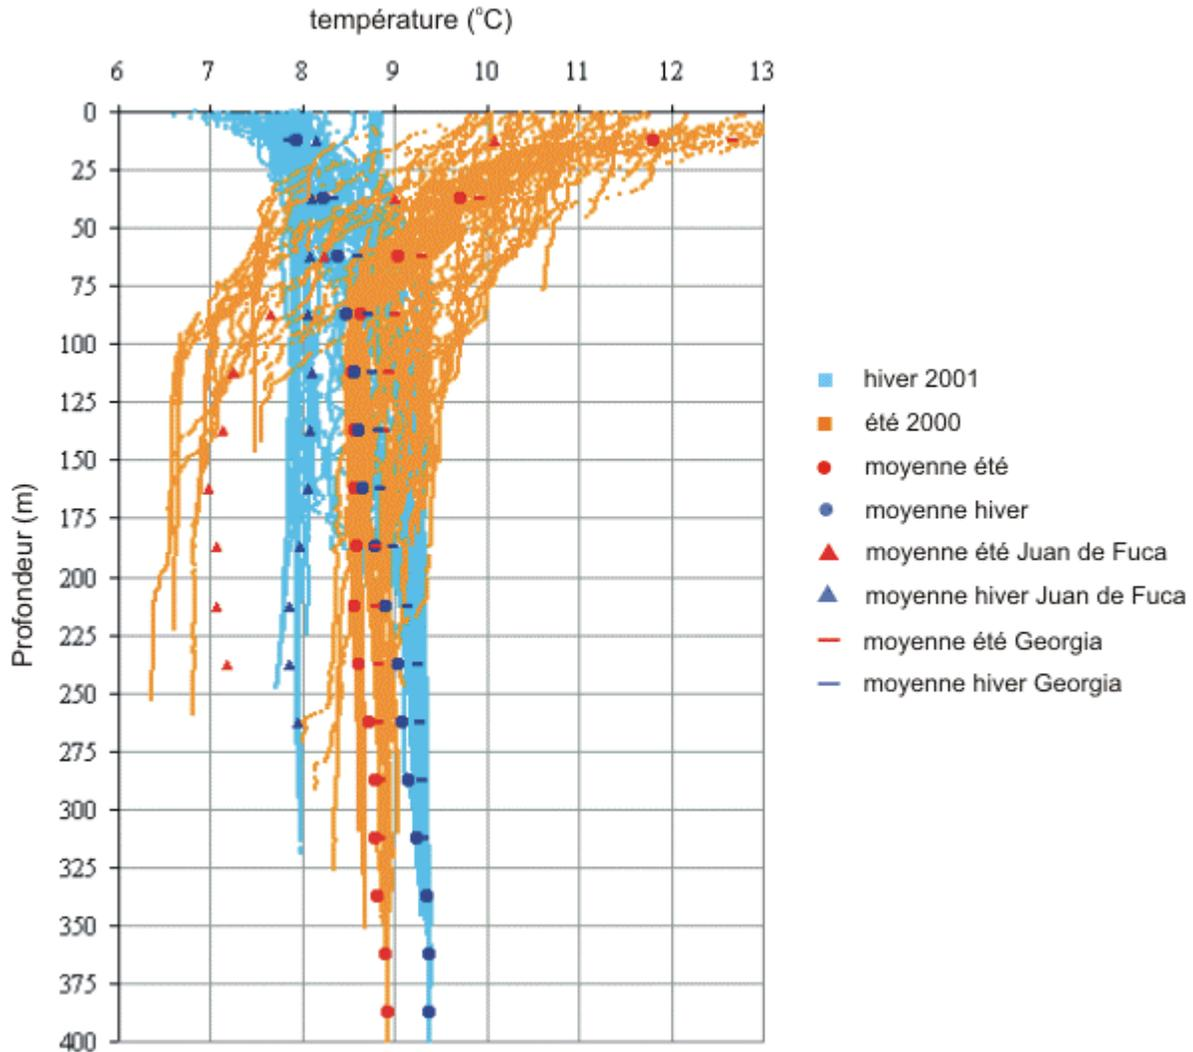 température (°C)
6 7 8 9 10 11 12 13
0
25
50
75
100
125
150
175
200
225
250
275
300
325
350
375
400
Profondeur (m)
hiver 2001
été 2000
moyenne été
moyenne hiver
moyenne été Juan de Fuca
moyenne hiver Juan de Fuca
moyenne été Georgia
moyenne hiver Georgia